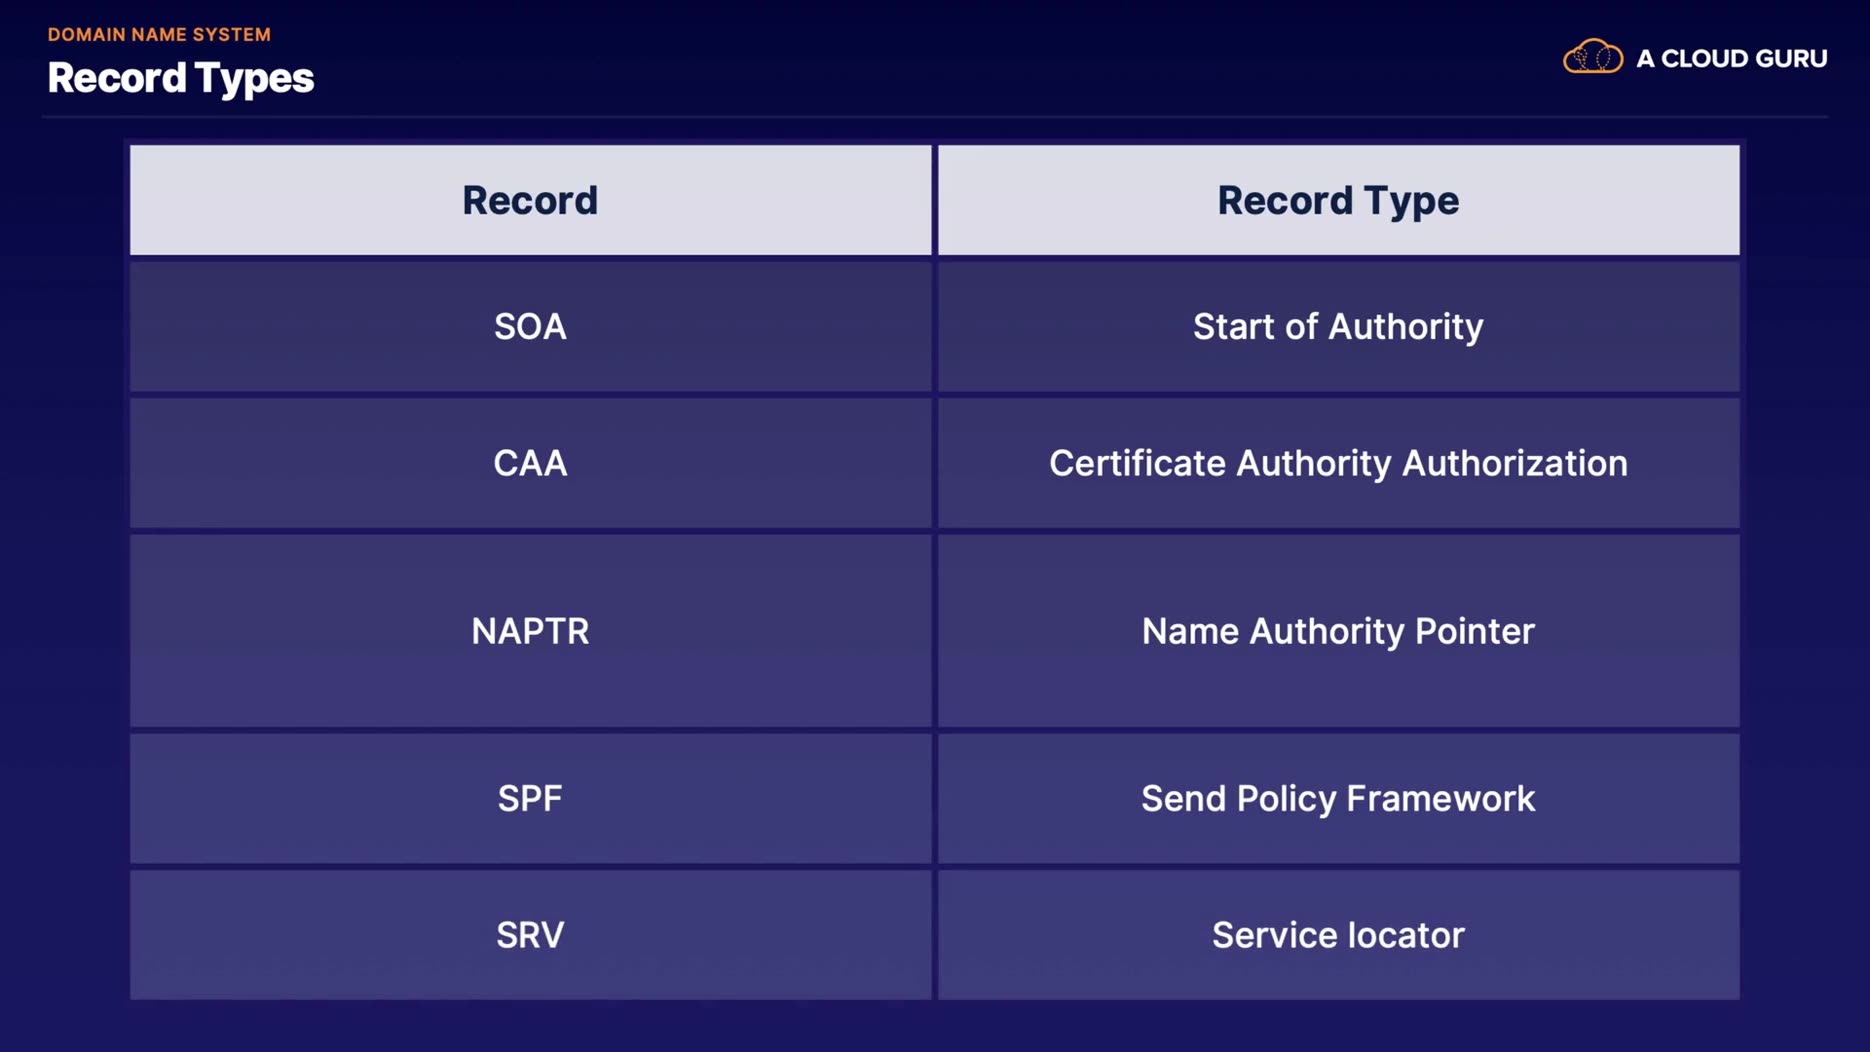 DOMAIN NAME SYSTEM
Record Types
A CLOUD GURU
Record
Record Type
SOA
Start of Authority
CAA
Certificate Authority Authorization
NAPTR
Name Authority Pointer
SPF
Send Policy Framework
SRV
Service locator